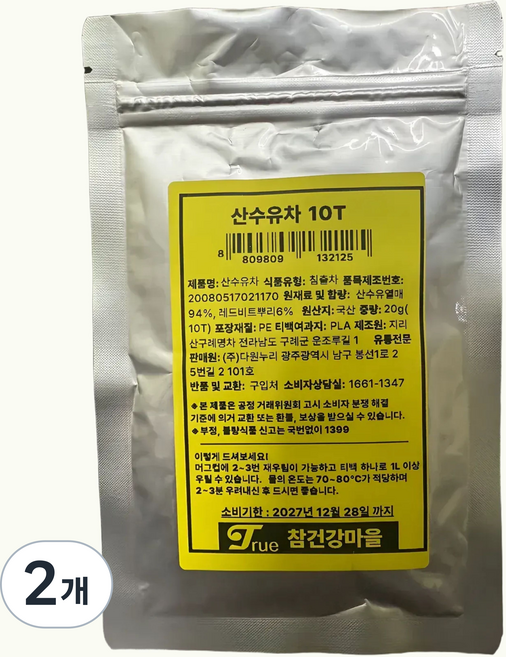 산수유차 10T
8 809809 132125
제품명: 산수유차 식품유형: 침출차 품목제조번호:
20080517021170 원재료 및 함량: 산수유열매
94%, 레드비트뿌리6% 원산지: 국산 중량: 20g(
10T) 포장재질: PE 티백여과지: PLA 제조원: 지리
산구례명차 전라남도 구례군 운조루길 1 유통전문
판매원: (주)다원누리 광주광역시 남구 봉선1로 2
5번길 2 101호
반품 및 교환: 구입처 소비자상담실: 1661-1347
◆본 제품은 공정 거래위원회 고시 소비자 분쟁 해결
기준에 의거 교환 또는 환불, 보상을 받으실 수 있습니다.
◆부정, 불량식품 신고는 국번없이 1399
이렇게 드셔보세요!
머그컵에 2~3번 재우림이 가능하고 티백 하나로 1L 이상
우릴 수 있습니다. 물의 온도는 70~80°C가 적당하며
2~3분 우려내신 후 드시면 좋습니다.
소비기한 : 2027년 12월 28일 까지
True 참건강마을
2개